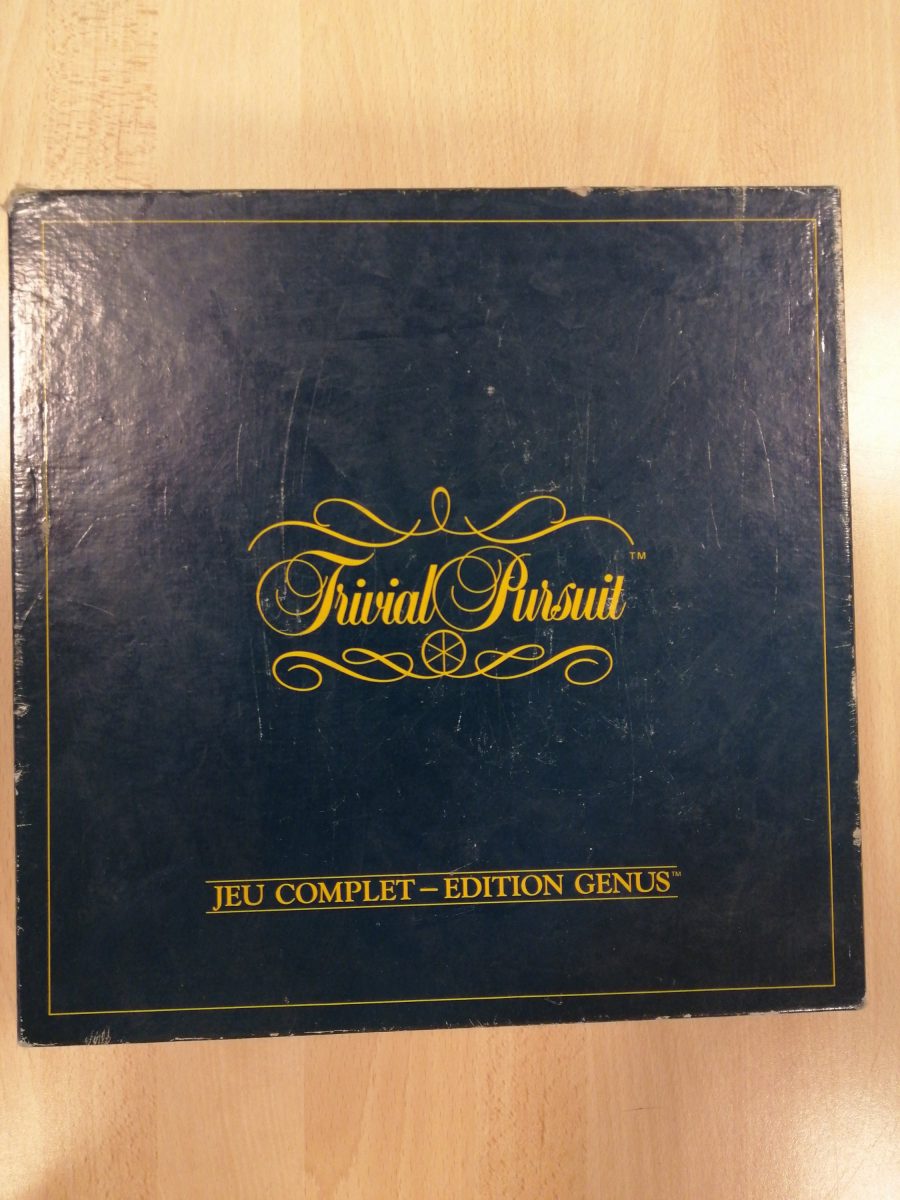 Trivial Pursuit™
JEU COMPLET – EDITION GENUS™